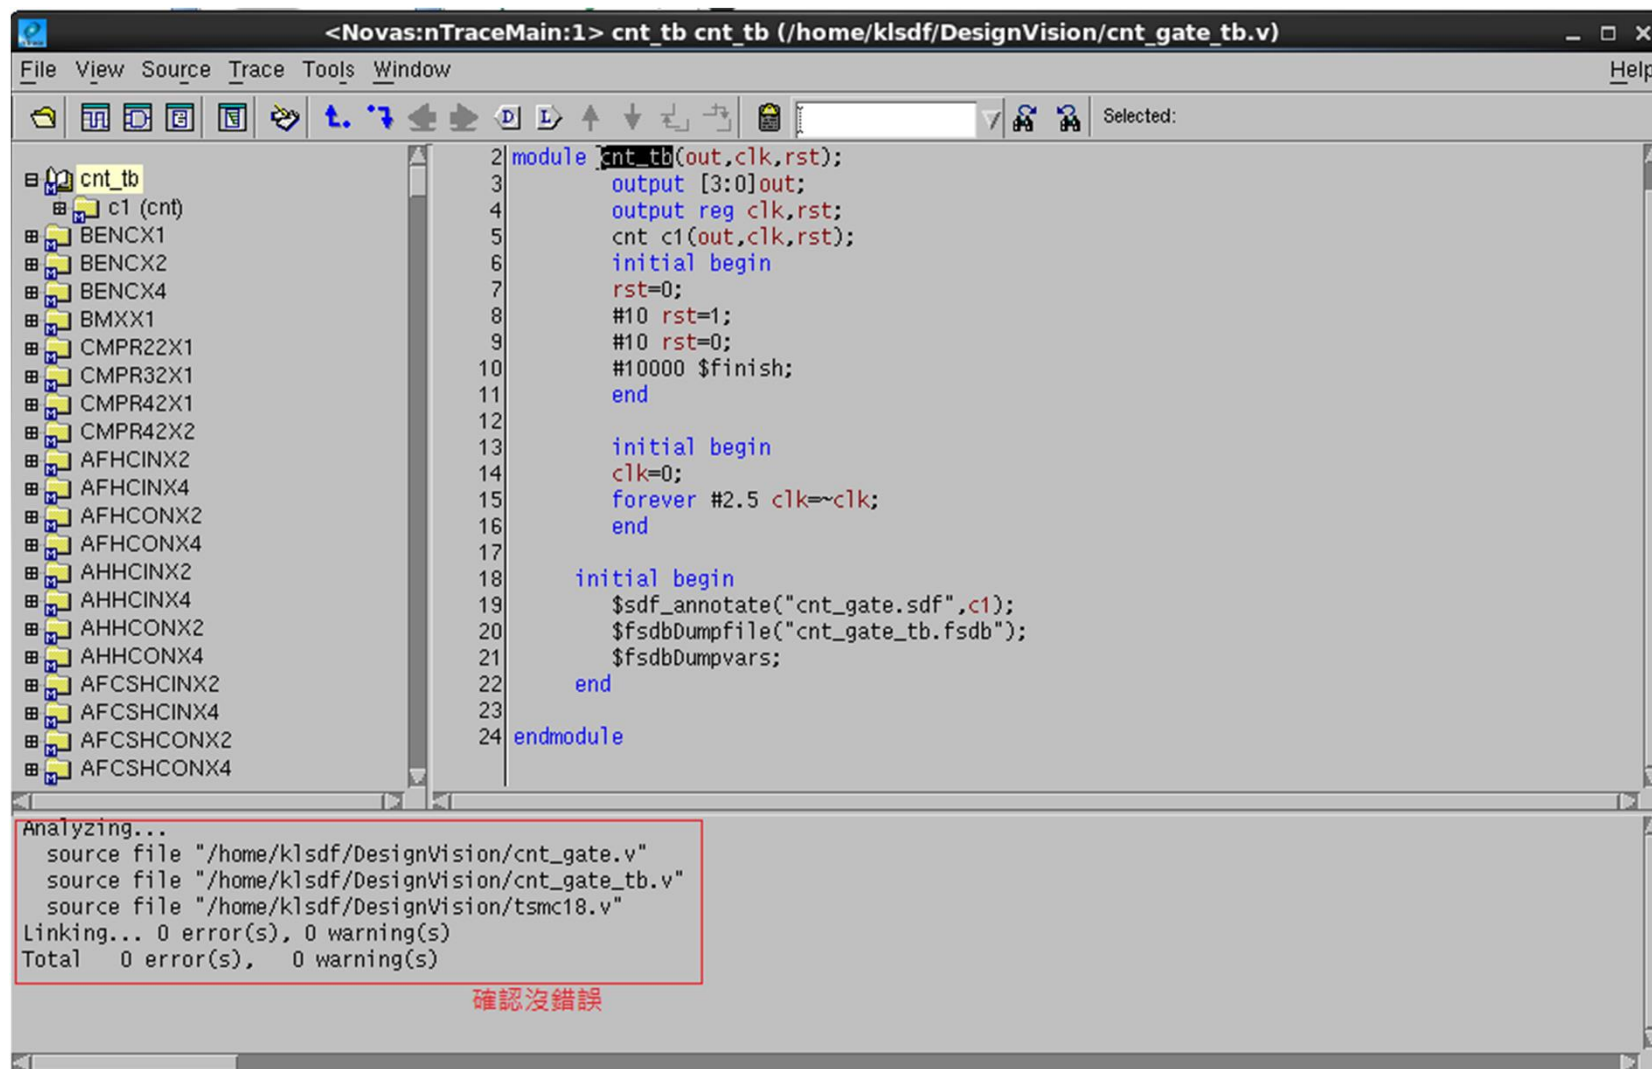 <Novas:nTraceMain:1> cnt_tb cnt_tb (/home/klsdf/DesignVision/cnt_gate_tb.v)
File View Source Trace Tools Window Help
Selected:
cnt_tb
c1 (cnt)
BENCX1
BENCX2
BENCX4
BMXX1
CMPR22X1
CMPR32X1
CMPR42X1
CMPR42X2
AFHCINX2
AFHCINX4
AFHCONX2
AFHCONX4
AHHCINX2
AHHCINX4
AHHCONX2
AHHCONX4
AFCSHCINX2
AFCSHCINX4
AFCSHCONX2
AFCSHCONX4
2 module cnt_tb(out,clk,rst);
3 output [3:0]out;
4 output reg clk,rst;
5 cnt c1(out,clk,rst);
6 initial begin
7 rst=0;
8 #10 rst=1;
9 #10 rst=0;
10 #10000 $finish;
11 end
12
13 initial begin
14 clk=0;
15 forever #2.5 clk=~clk;
16 end
17
18 initial begin
19 $sdf_annotate("cnt_gate.sdf",c1);
20 $fsdbDumpfile("cnt_gate_tb.fsdb");
21 $fsdbDumpvars;
22 end
23
24 endmodule
Analyzing...
source file "/home/klsdf/DesignVision/cnt_gate.v"
source file "/home/klsdf/DesignVision/cnt_gate_tb.v"
source file "/home/klsdf/DesignVision/tsmc18.v"
Linking... 0 error(s), 0 warning(s)
Total 0 error(s), 0 warning(s)
確認沒錯誤